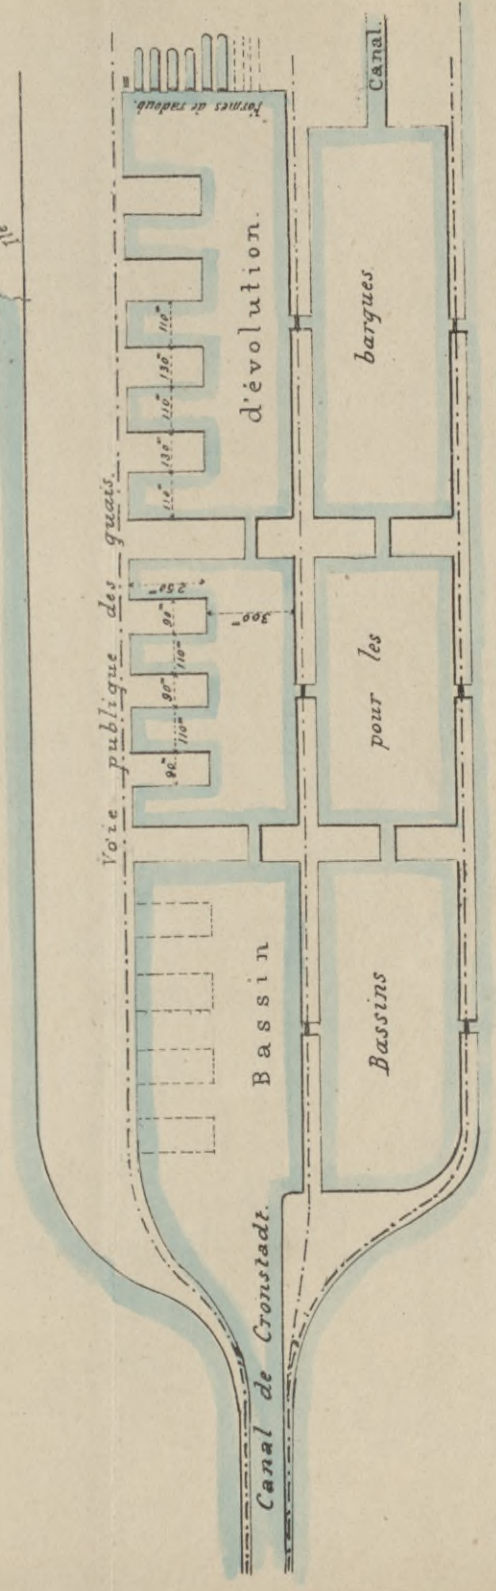 Canal.
Formes de radoub.
d'évolution.
barques
Voie publique des quais.
110m
130m
110m
130m
110m
250m
300m
90m
110m
90m
110m
90m
pour les
Bassin
Bassins
Canal de Cronstadt.